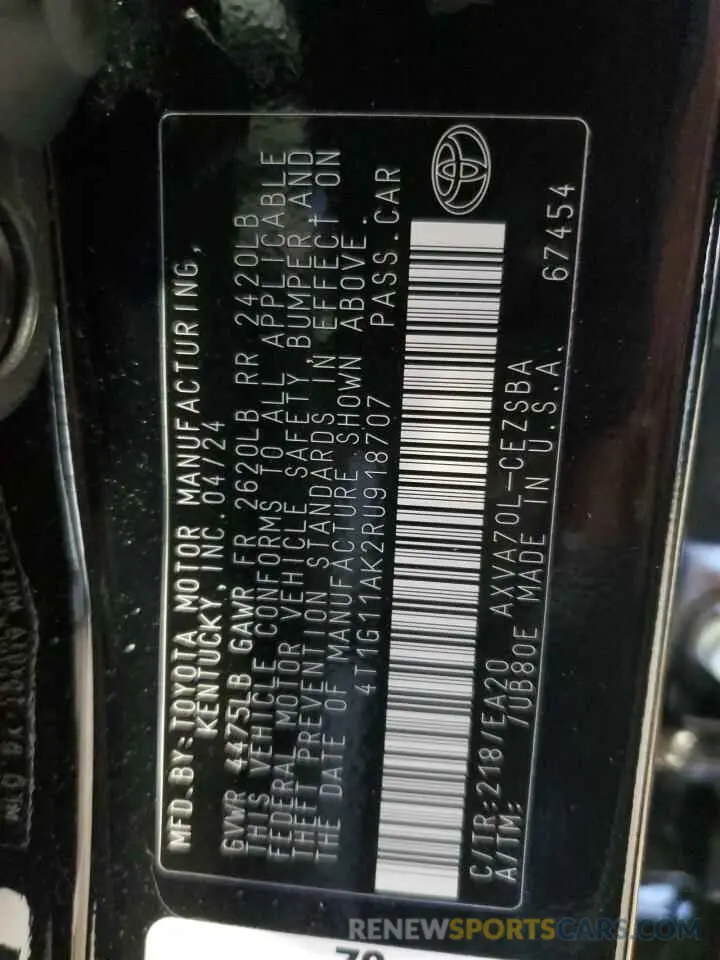 MFD.BY: TOYOTA MOTOR MANUFACTURING,
KENTUCKY, INC. 04/24
GVWR 4475LB GAWR FR 2620LB RR 2420LB
THIS VEHICLE CONFORMS TO ALL APPLICABLE
FEDERAL MOTOR VEHICLE SAFETY, BUMPER, AND
THEFT PREVENTION STANDARDS IN EFFECT ON
THE DATE OF MANUFACTURE SHOWN ABOVE.
4T1G11AK2RU918707 PASS.CAR
C/TR:218/EA20 AXVA70L-CEZSBA 67454
A/TM: /UB80E MADE IN U.S.A.
RENEWSPORTSCARS.COM